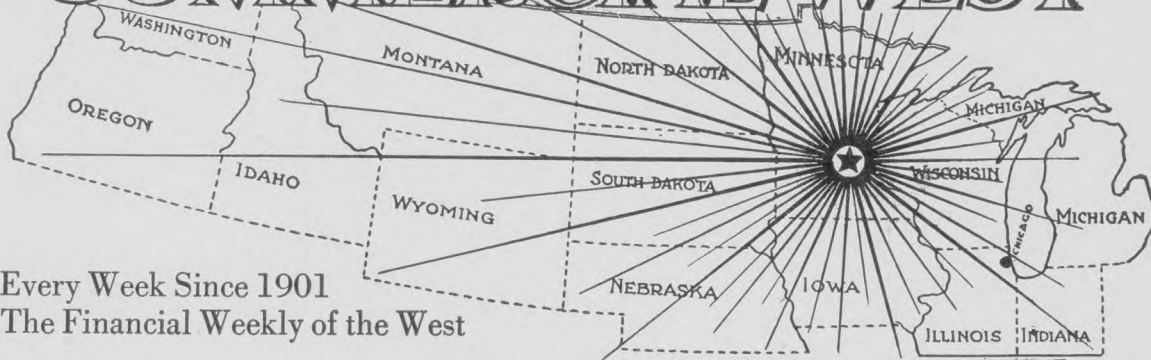 WASHINGTON
MONTANA
NORTH DAKOTA
MINNESOTA
MICHIGAN
OREGON
IDAHO
WYOMING
SOUTH DAKOTA
WISCONSIN
MICHIGAN
CHICAGO
NEBRASKA
IOWA
ILLINOIS
INDIANA
Every Week Since 1901
The Financial Weekly of the West